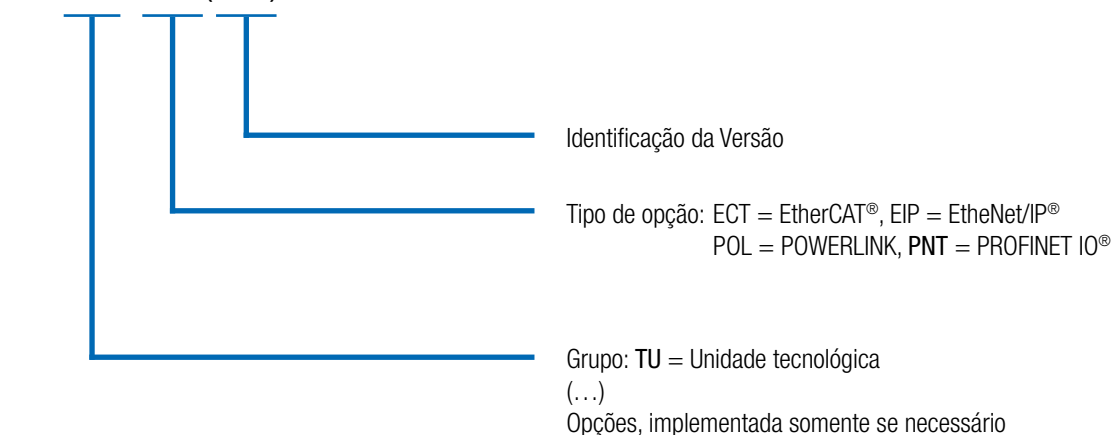 Identificação da Versão
Tipo de opção: ECT = EtherCAT®, EIP = EtheNet/IP®
POL = POWERLINK, PNT = PROFINET IO®
Grupo: TU = Unidade tecnológica
(…)
Opções, implementada somente se necessário